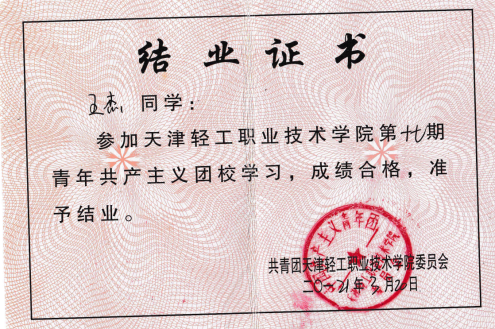 结业证书
王杰 同学：
参加天津轻工职业技术学院第十九期
青年共产主义团校学习，成绩合格，准
予结业。
共青团天津轻工职业技术学院委员会